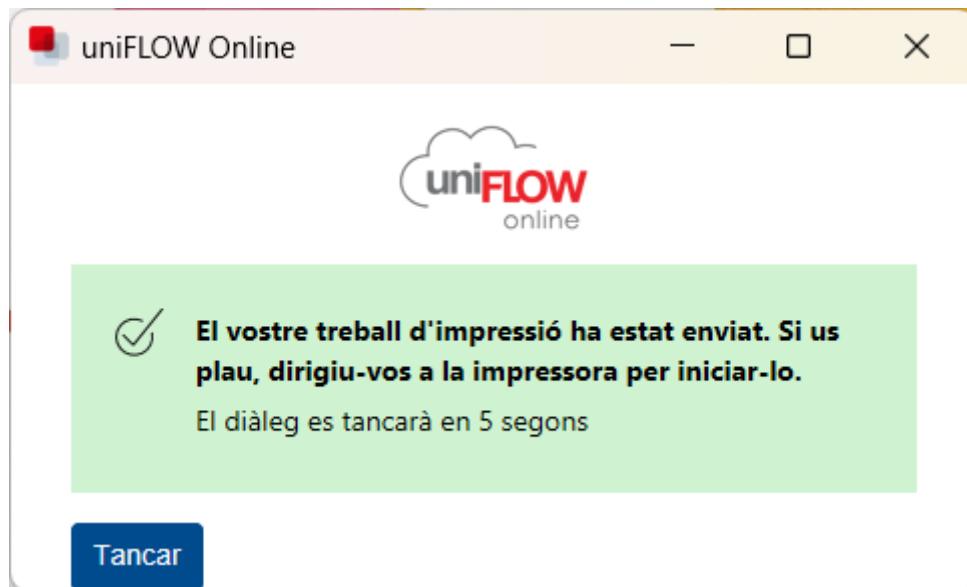 uniFLOW Online
uniFLOW
online
El vostre treball d'impressió ha estat enviat. Si us
plau, dirigiu-vos a la impressora per iniciar-lo.
El diàleg es tancarà en 5 segons
Tancar